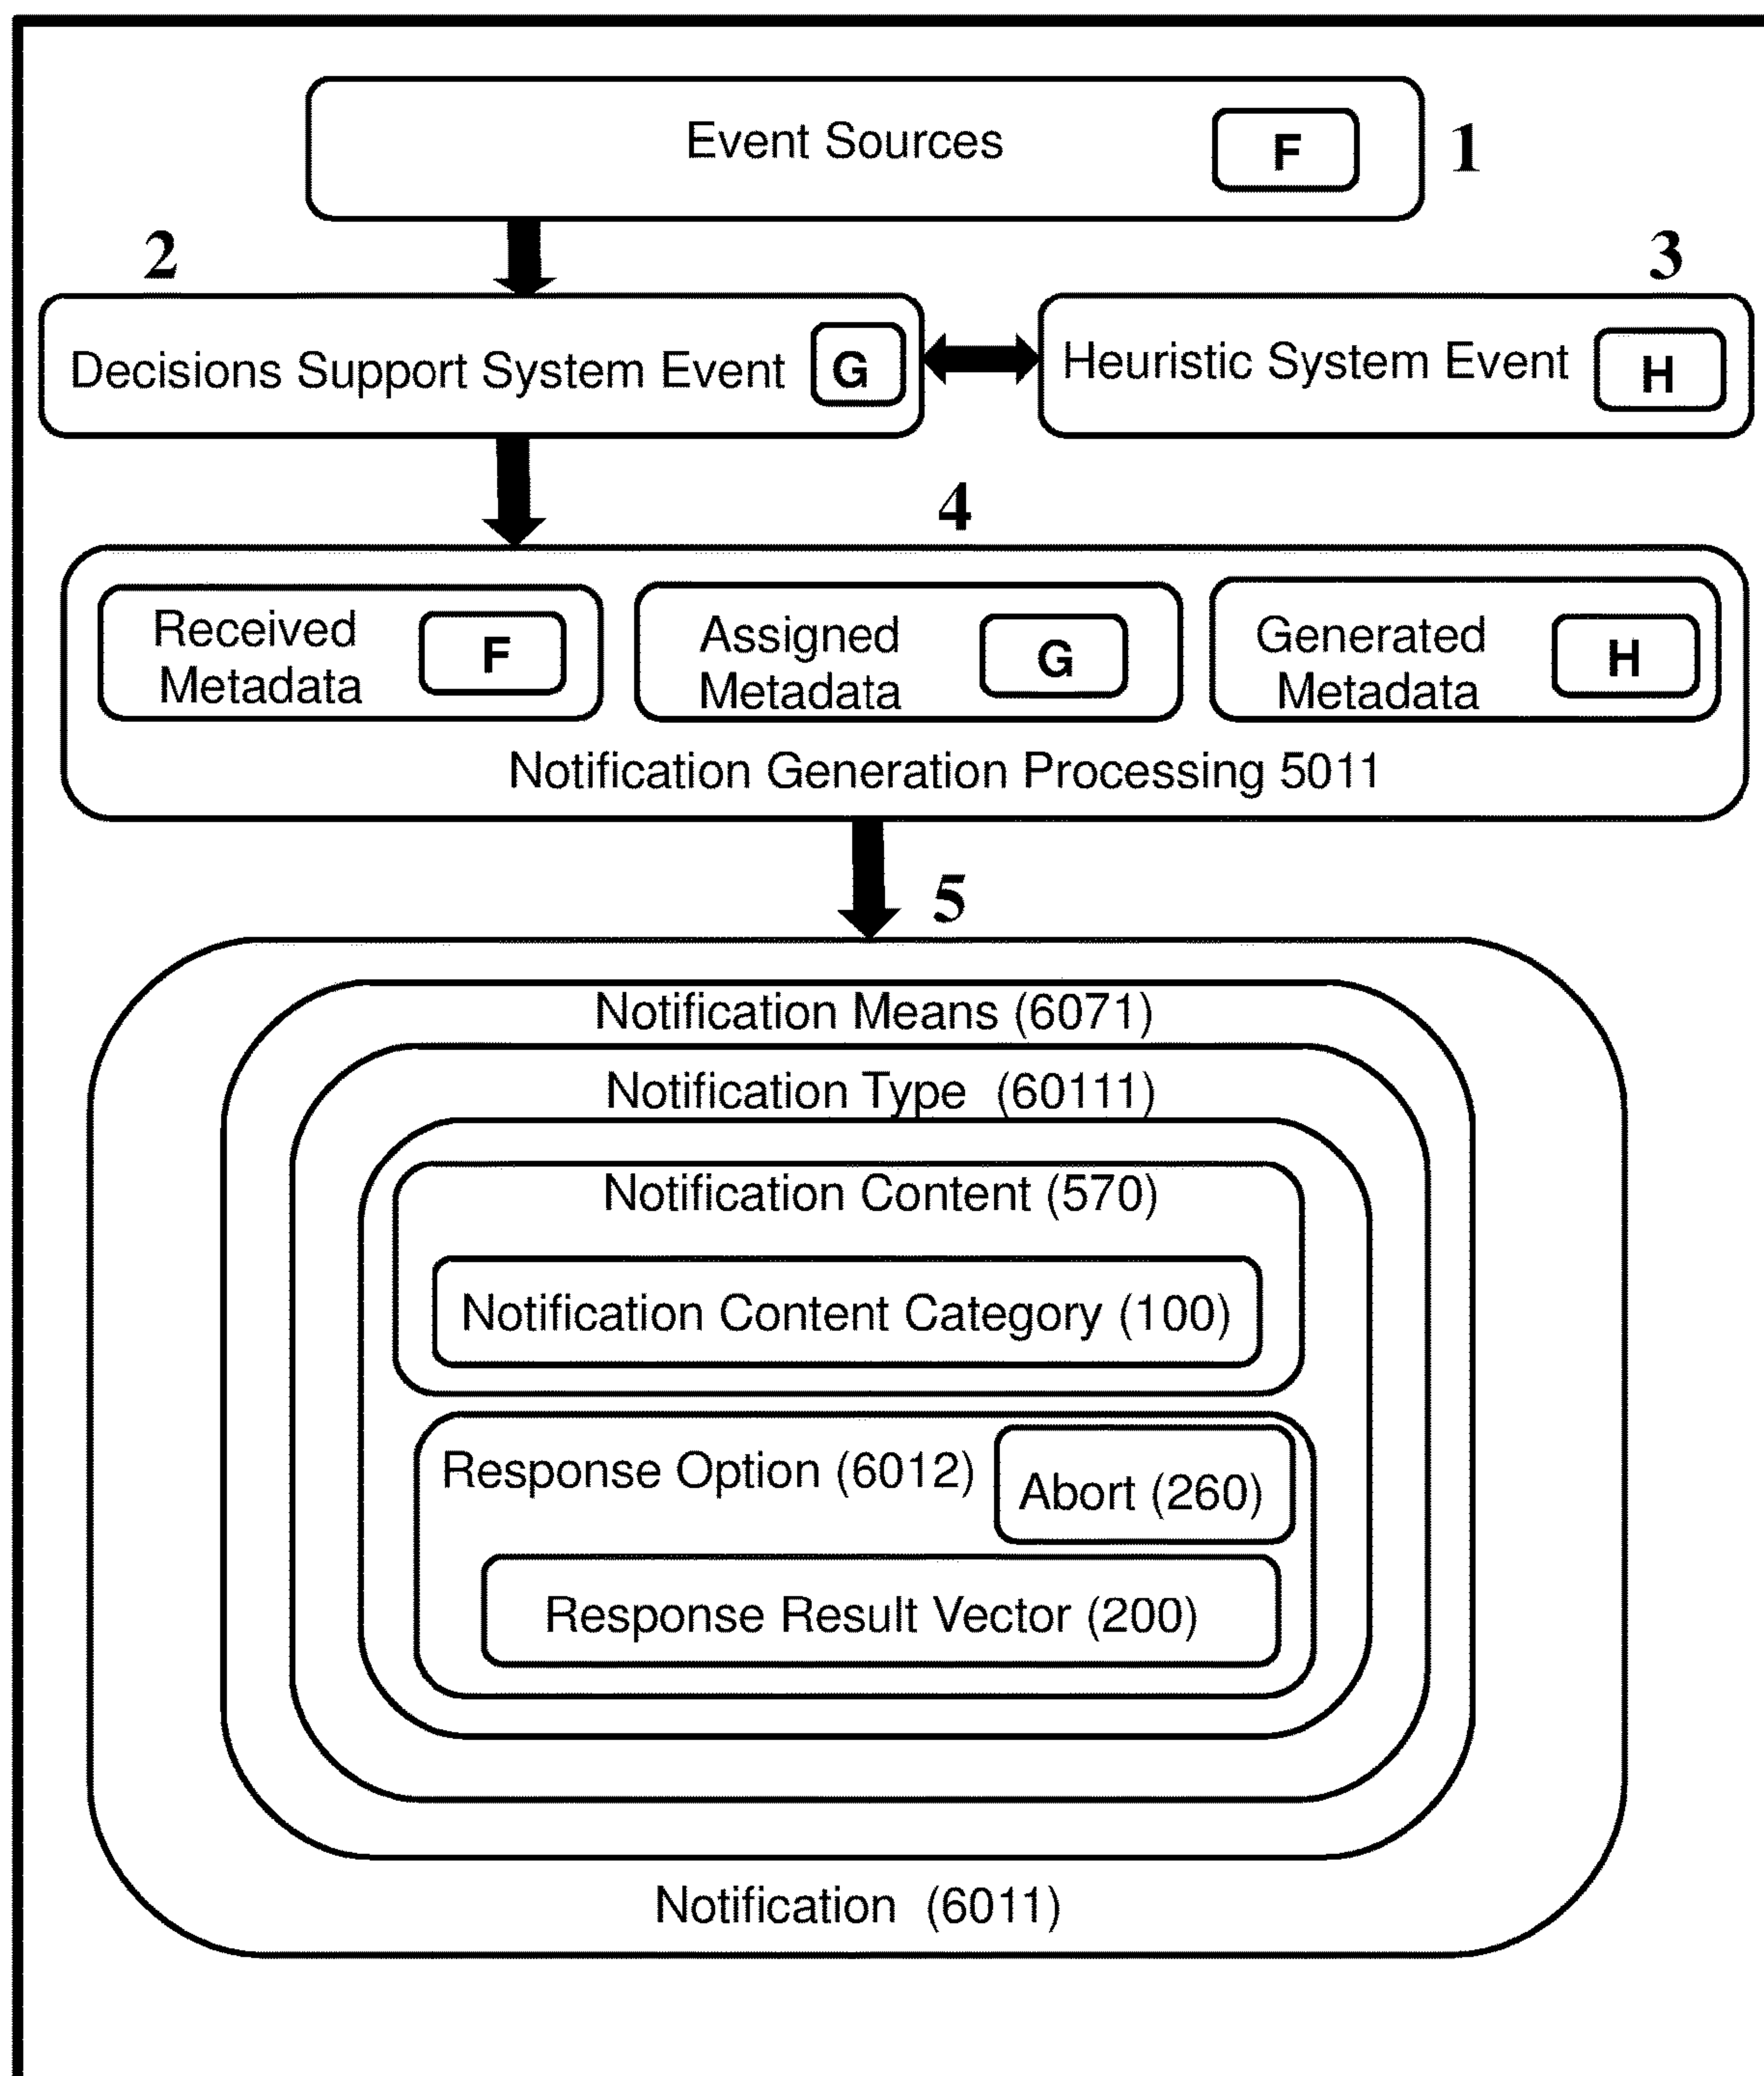 Event Sources F 1
2
3
Decisions Support System Event G
Heuristic System Event H
4
Received
Metadata
F
Assigned
Metadata
G
Generated
Metadata
H
Notification Generation Processing 5011
5
Notification Means (6071)
Notification Type (60111)
Notification Content (570)
Notification Content Category (100)
Response Option (6012)
Abort (260)
Response Result Vector (200)
Notification (6011)